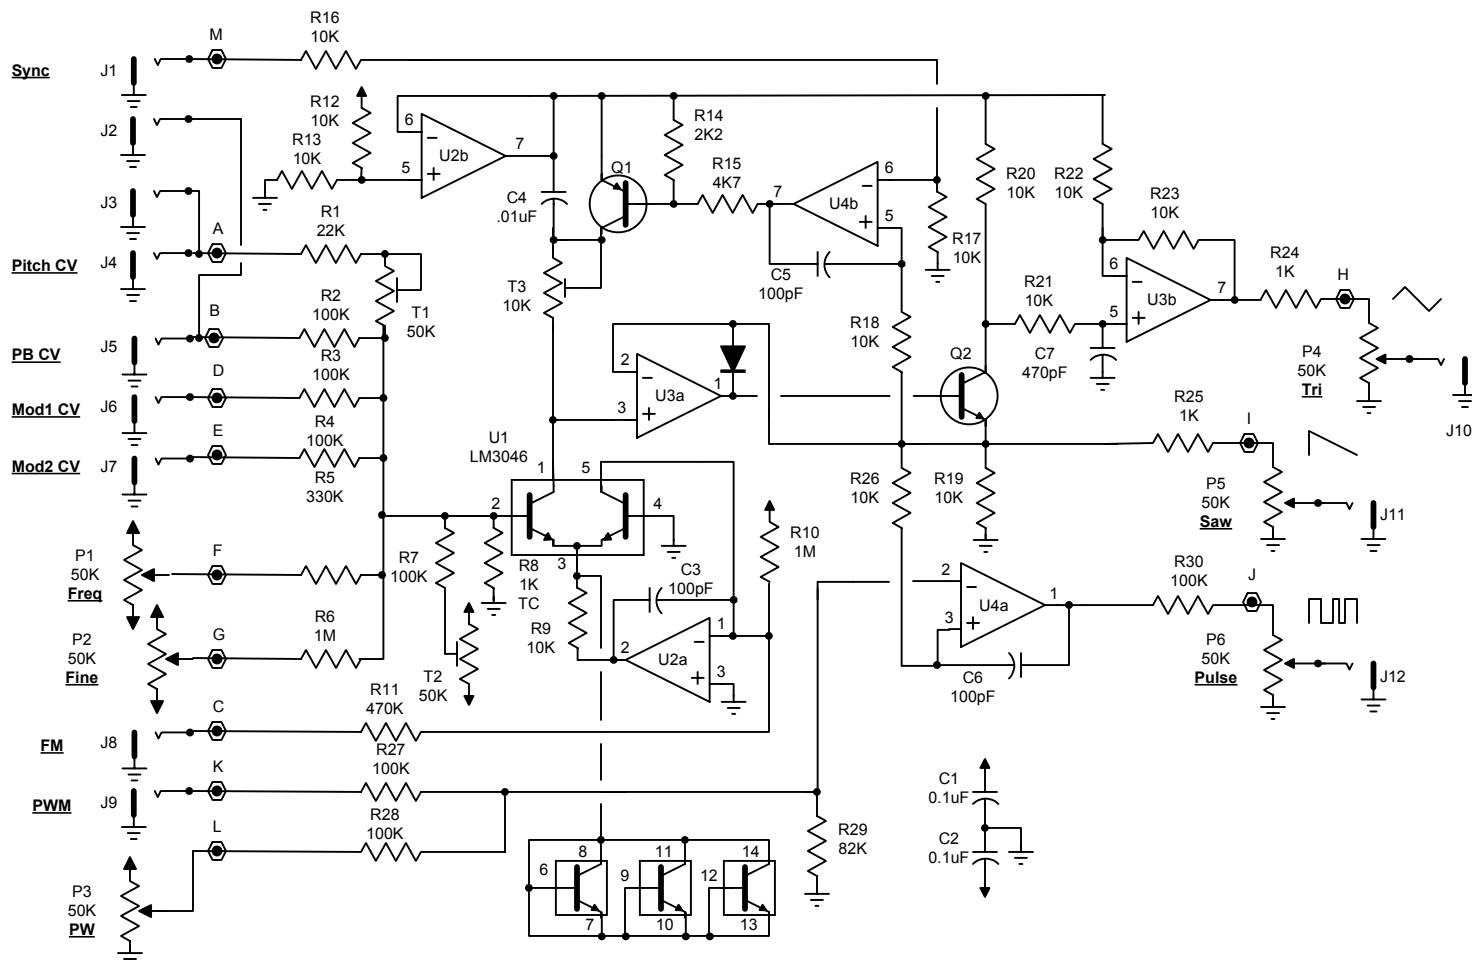 R16
10K
M
Sync
J1
J2
R12
10K
R13
10K
6
5
7
U2b
C4
.01uF
Q1
R14
2K2
R15
4K7
7
6
5
U4b
R17
10K
C5
100pF
R20
10K
R22
10K
R23
10K
R24
1K
H
J3
A
R1
22K
Pitch CV
J4
T1
50K
T3
10K
R18
10K
R21
10K
C7
470pF
6
5
7
U3b
P4
50K
Tri
J10
B
R2
100K
PB CV
J5
R3
100K
D
Mod1 CV
J6
R4
100K
E
Mod2 CV
J7
R5
330K
2
3
1
U3a
Q2
R25
1K
I
P5
50K
Saw
J11
U1
LM3046
1
5
2
4
3
R26
10K
R19
10K
R10
1M
P1
50K
Freq
F
R7
100K
R8
1K
TC
C3
100pF
R9
10K
2
1
3
U2a
P2
50K
Fine
G
R6
1M
T2
50K
2
3
1
U4a
C6
100pF
R30
100K
J
P6
50K
Pulse
J12
R11
470K
C
FM
J8
R27
100K
K
PWM
J9
R28
100K
L
P3
50K
PW
R29
82K
C1
0.1uF
C2
0.1uF
8
11
14
6
9
12
7
10
13